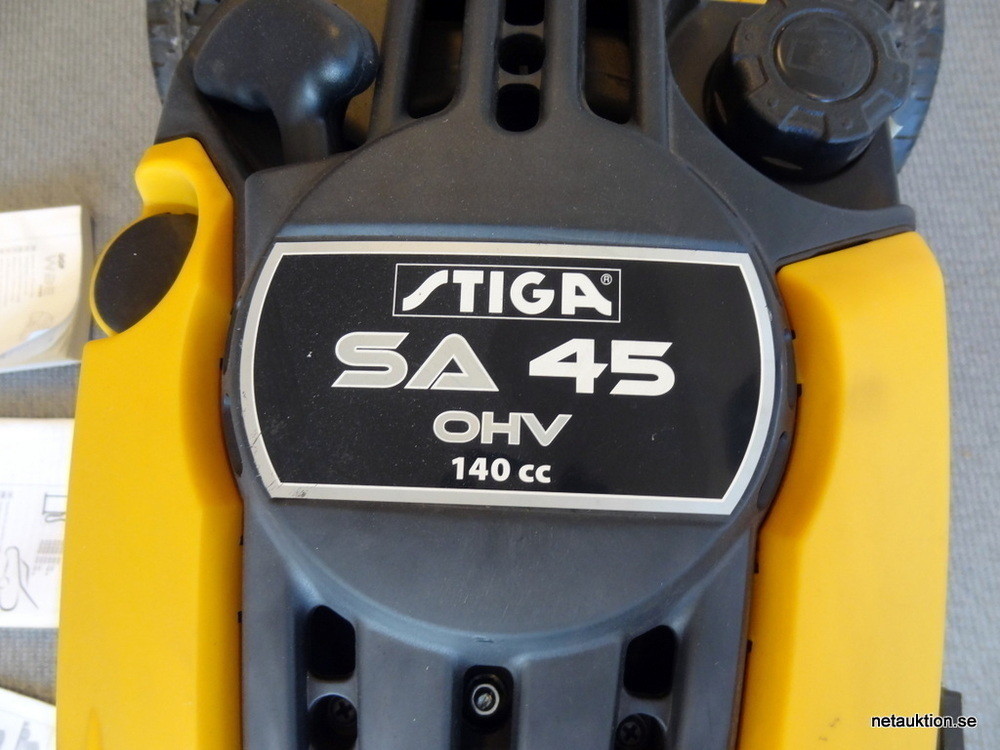 STIGA®
SA 45
OHV
140 cc
netauktion.se